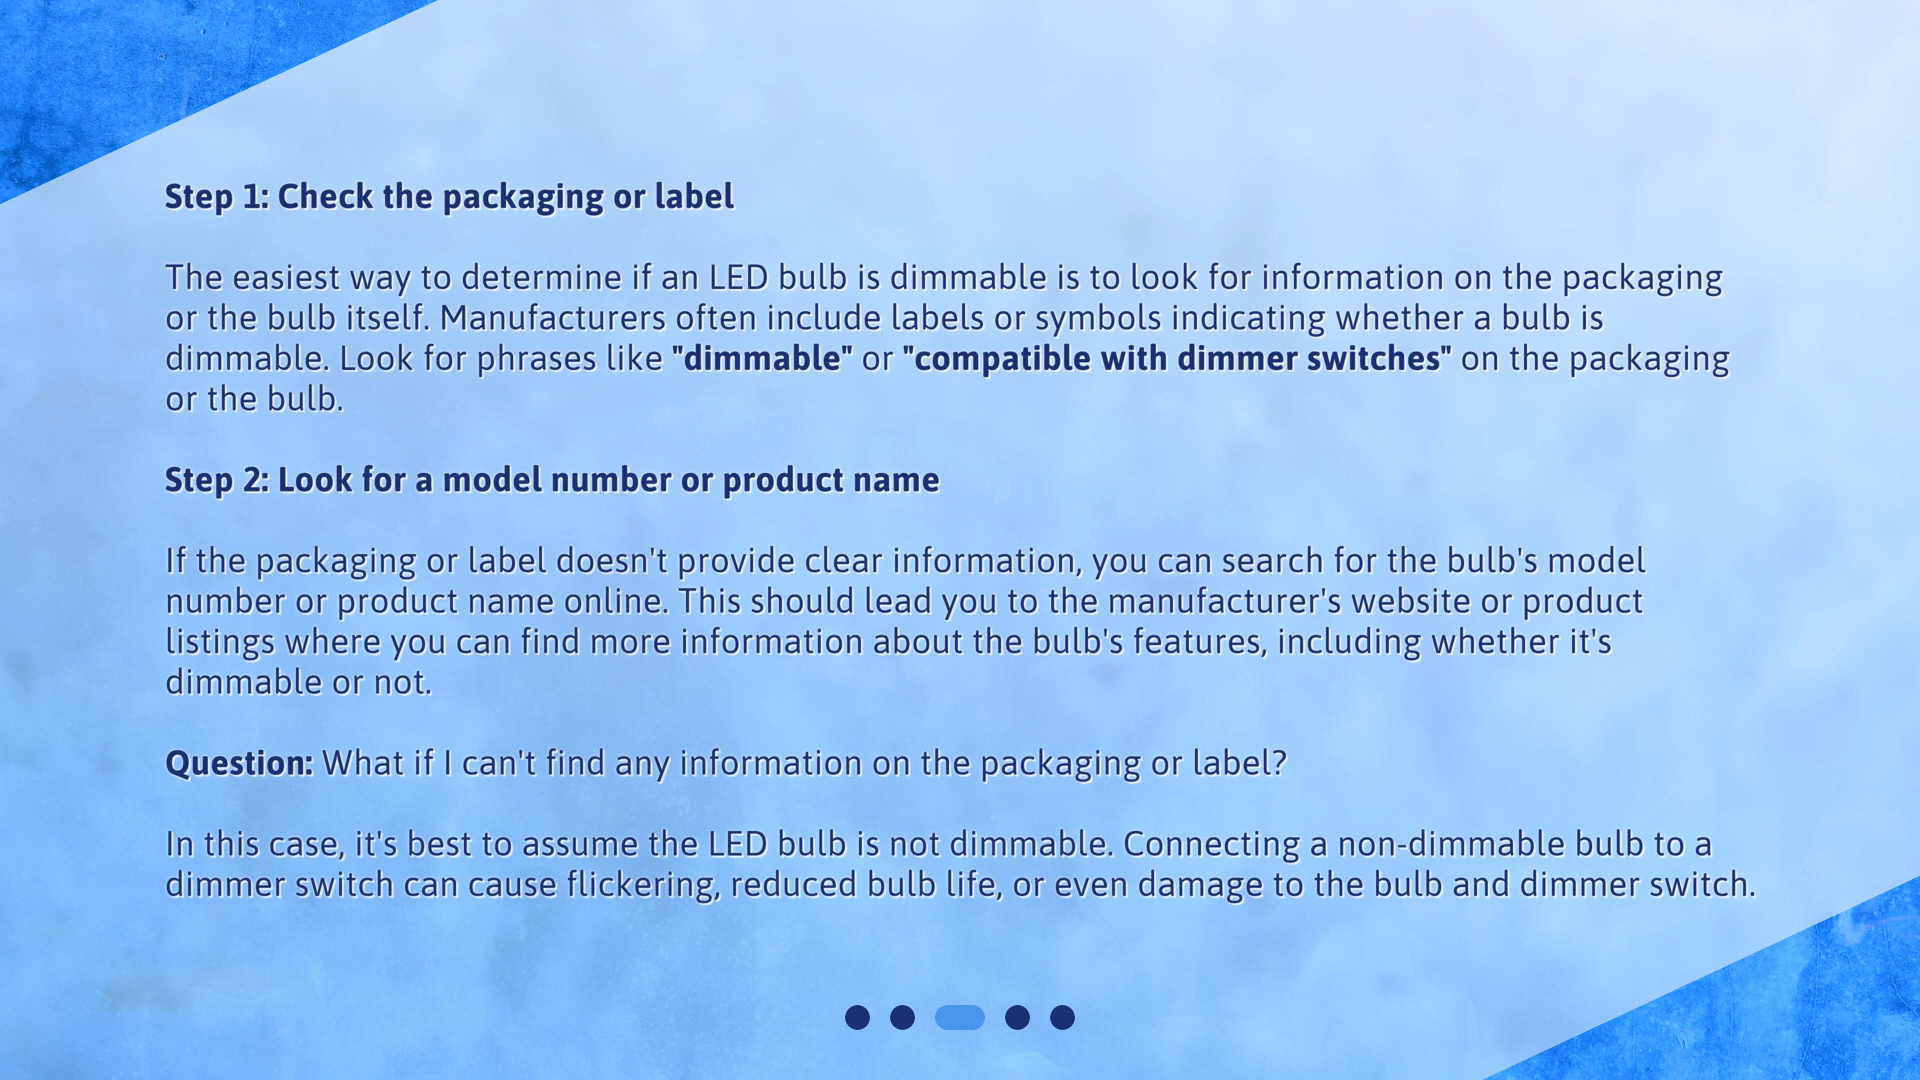 Step 1: Check the packaging or label
The easiest way to determine if an LED bulb is dimmable is to look for information on the packaging
or the bulb itself. Manufacturers often include labels or symbols indicating whether a bulb is
dimmable. Look for phrases like "dimmable" or "compatible with dimmer switches" on the packaging
or the bulb.
Step 2: Look for a model number or product name
If the packaging or label doesn't provide clear information, you can search for the bulb's model
number or product name online. This should lead you to the manufacturer's website or product
listings where you can find more information about the bulb's features, including whether it's
dimmable or not.
Question: What if I can't find any information on the packaging or label?
In this case, it's best to assume the LED bulb is not dimmable. Connecting a non-dimmable bulb to a
dimmer switch can cause flickering, reduced bulb life, or even damage to the bulb and dimmer switch.